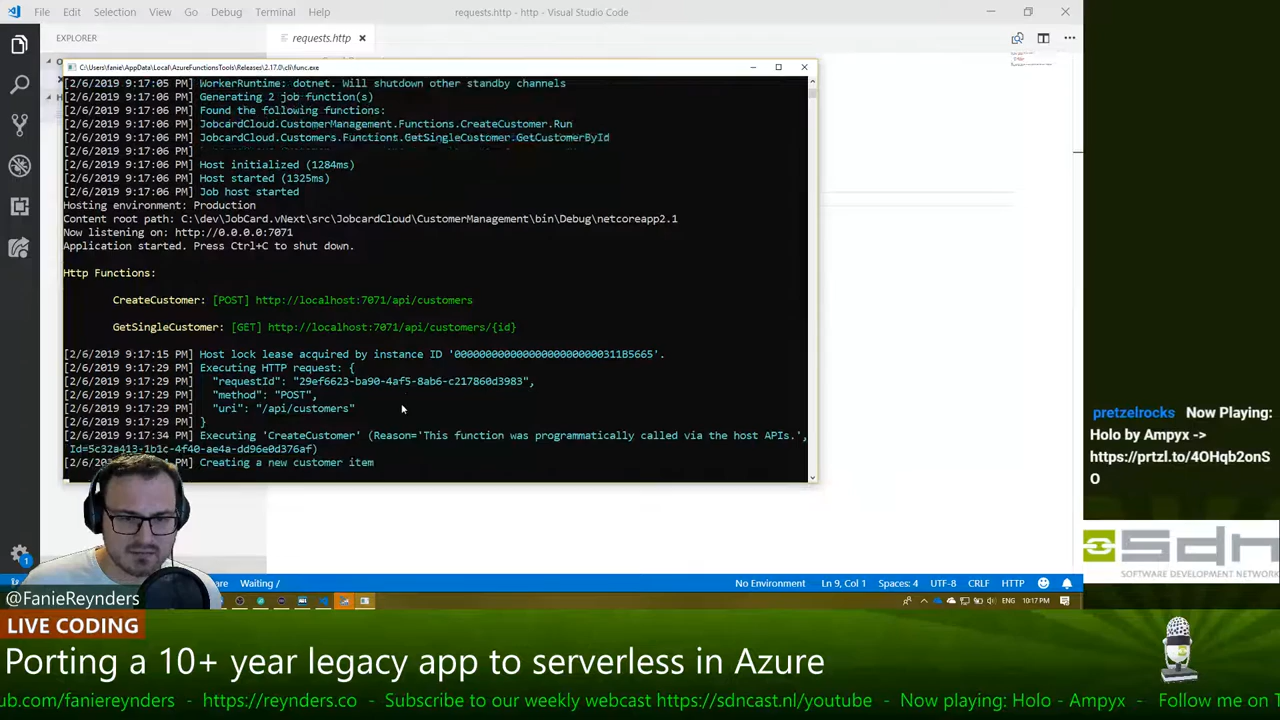 File Edit Selection View Go Debug Terminal Help
requests.http - http - Visual Studio Code
EXPLORER
requests.http
C:\Users\fanie\AppData\Local\AzureFunctionsTools\Releases\2.17.0\cli\func.exe
[2/6/2019 9:17:05 PM] WorkerRuntime: dotnet. Will shutdown other standby channels
[2/6/2019 9:17:06 PM] Generating 2 job function(s)
[2/6/2019 9:17:06 PM] Found the following functions:
[2/6/2019 9:17:06 PM] JobcardCloud.CustomerManagement.Functions.CreateCustomer.Run
[2/6/2019 9:17:06 PM] JobcardCloud.Customers.Functions.GetSingleCustomer.GetCustomerById
[2/6/2019 9:17:06 PM]
[2/6/2019 9:17:06 PM] Host initialized (1284ms)
[2/6/2019 9:17:06 PM] Host started (1325ms)
[2/6/2019 9:17:06 PM] Job host started
Hosting environment: Production
Content root path: C:\dev\JobCard.vNext\src\JobcardCloud\CustomerManagement\bin\Debug\netcoreapp2.1
Now listening on: http://0.0.0.0:7071
Application started. Press Ctrl+C to shut down.
Http Functions:
CreateCustomer: [POST] http://localhost:7071/api/customers
GetSingleCustomer: [GET] http://localhost:7071/api/customers/{id}
[2/6/2019 9:17:15 PM] Host lock lease acquired by instance ID '000000000000000000000000311B5665'.
[2/6/2019 9:17:29 PM] Executing HTTP request: {
[2/6/2019 9:17:29 PM] "requestId": "29ef6623-ba90-4af5-8ab6-c217860d3983",
[2/6/2019 9:17:29 PM] "method": "POST",
[2/6/2019 9:17:29 PM] "uri": "/api/customers"
[2/6/2019 9:17:29 PM] }
[2/6/2019 9:17:34 PM] Executing 'CreateCustomer' (Reason='This function was programmatically called via the host APIs.',
Id=5c32a413-1b1c-4f40-ae4a-dd96e0d376af)
Creating a new customer item
pretzelrocks Now Playing:
Holo by Ampyx ->
https://prtzl.to/4OHqb2onS
O
sdn
SOFTWARE DEVELOPMENT NETWORK
1
Waiting /
No Environment Ln 9, Col 1 Spaces: 4 UTF-8 CRLF HTTP
ENG 10:17 PM
@FanieReynders
LIVE CODING
Porting a 10+ year legacy app to serverless in Azure
ub.com/faniereynders - https://reynders.co - Subscribe to our weekly webcast https://sdncast.nl/youtube - Now playing: Holo - Ampyx - Follow me on T